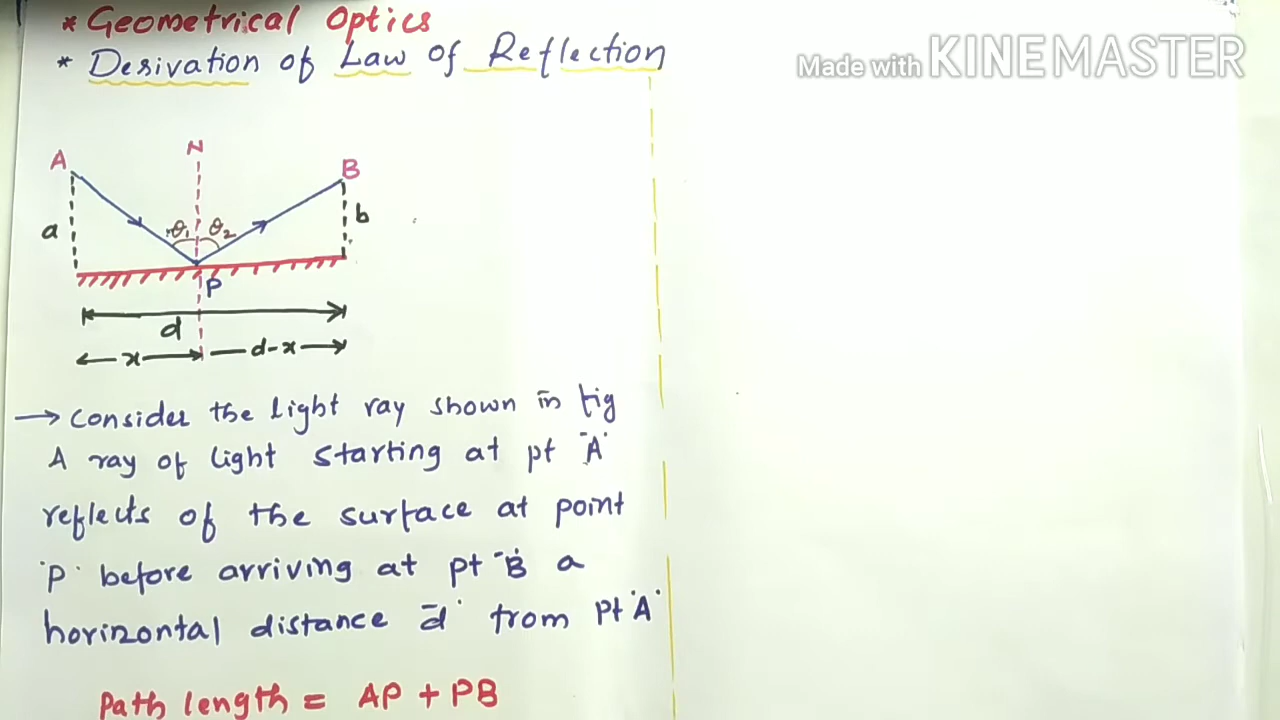 * Geometrical Optics
* Derivation of Law of Reflection
Made with KINEMASTER
A N B
a θ1 θ2 b
P
d
x d-x
→ Consider the light ray shown in fig
A ray of light starting at pt "A"
reflects of the surface at point
"P" before arriving at pt "B" a
horizontal distance "d" from pt "A"
Path length = AP + PB